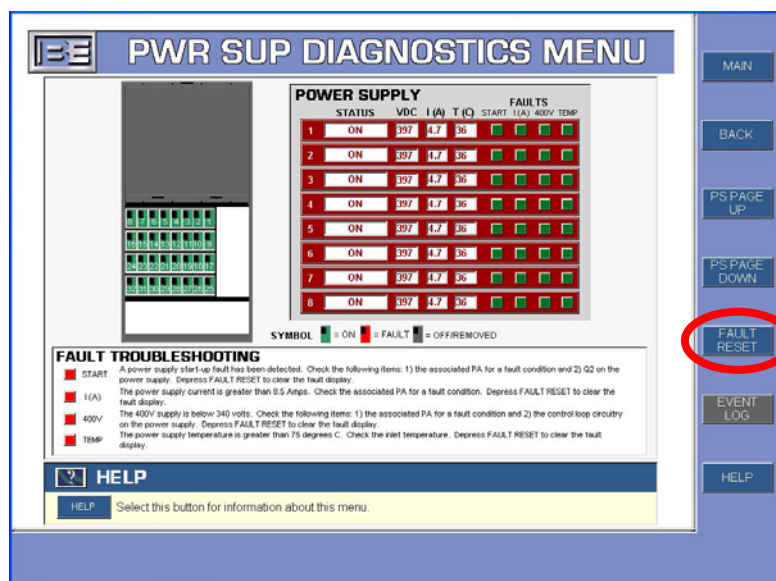 BE PWR SUP DIAGNOSTICS MENU
POWER SUPPLY
FAULTS
STATUS VDC I (A) T (C) START I (A) 400V TEMP
1 ON 397 4.7 36
2 ON 397 4.7 36
3 ON 397 4.7 36
4 ON 397 4.7 36
5 ON 397 4.7 36
6 ON 397 4.7 36
7 ON 397 4.7 36
8 ON 397 4.7 36
8 7 6 5 4 3 2 1
16 15 14 13 12 11 10 9
24 23 22 21 20 19 18 17
32 31 30 29 28 27 26 25
SYMBOL = ON = FAULT = OFF/REMOVED
FAULT TROUBLESHOOTING
START A power supply start-up fault has been detected. Check the following items: 1) the associated PA for a fault condition and 2) Q2 on the
power supply. Depress FAULT RESET to clear the fault display.
I (A) The power supply current is greater than 8.5 Amps. Check the associated PA for a fault condition. Depress FAULT RESET to clear the
fault display.
400V The 400V supply is below 340 volts. Check the following items: 1) the associated PA for a fault condition and 2) the control loop circuitry
on the power supply. Depress FAULT RESET to clear the fault display.
TEMP The power supply temperature is greater than 75 degrees C. Check the inlet temperature. Depress FAULT RESET to clear the fault
display.
? HELP
HELP Select this button for information about this menu.
MAIN
BACK
PS PAGE
UP
PS PAGE
DOWN
FAULT
RESET
EVENT
LOG
HELP